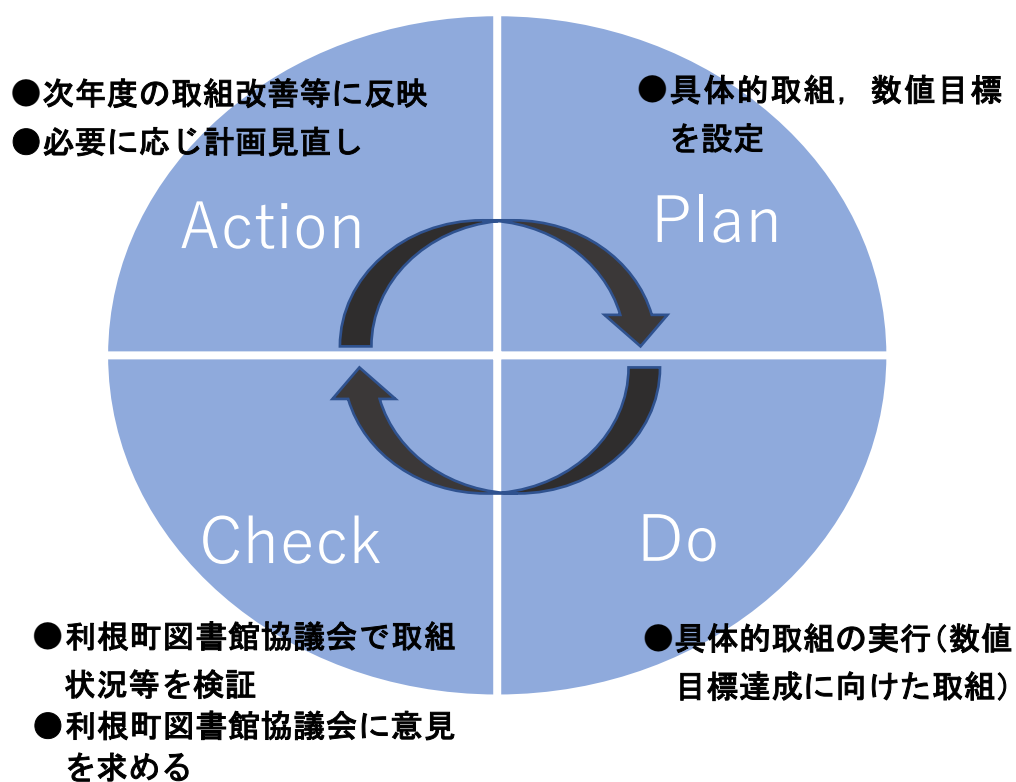 ●次年度の取組改善等に反映
●必要に応じ計画見直し
Action
●具体的取組，数値目標
を設定
Plan
Check
●利根町図書館協議会で取組
状況等を検証
●利根町図書館協議会に意見
を求める
Do
●具体的取組の実行（数値
目標達成に向けた取組）